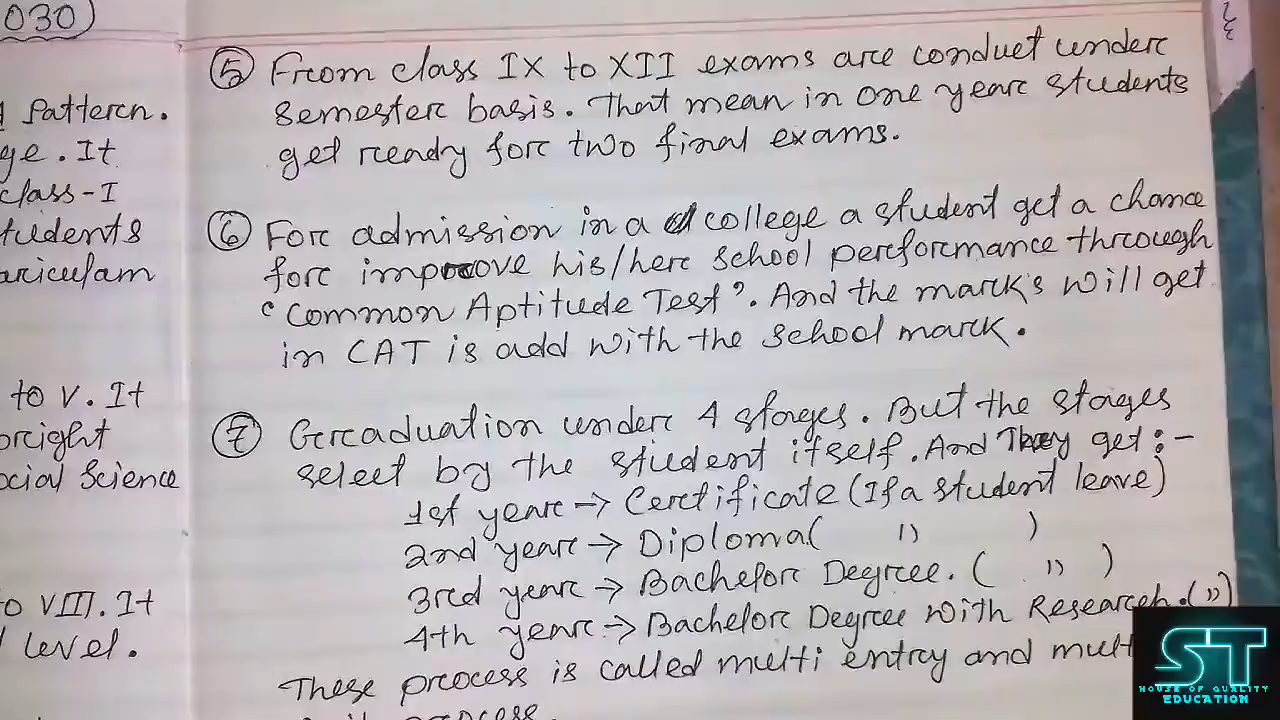 030)
Pattern.
ge. It
class-I
tudents
ariculam
to V. It
bright
ocial Science
o VIII. It
level.
⑤ From class IX to XII exams are conduct under
semester basis. That mean in one year students
get ready for two final exams.
⑥ For admission in a college a student get a chance
for improve his/her school performance through
"Common Aptitude Test". And the marks will get
in CAT is add with the school mark.
⑦ Graduation under 4 stages. But the stages
select by the student itself. And They get :-
1st year → Certificate (If a student leave)
2nd year → Diploma ( " )
3rd year → Bachelor Degree. ( " )
4th year → Bachelor Degree with Research. (")
These process is called multi entry and mult
process.
ST
HOUSE OF QUALITY
EDUCATION